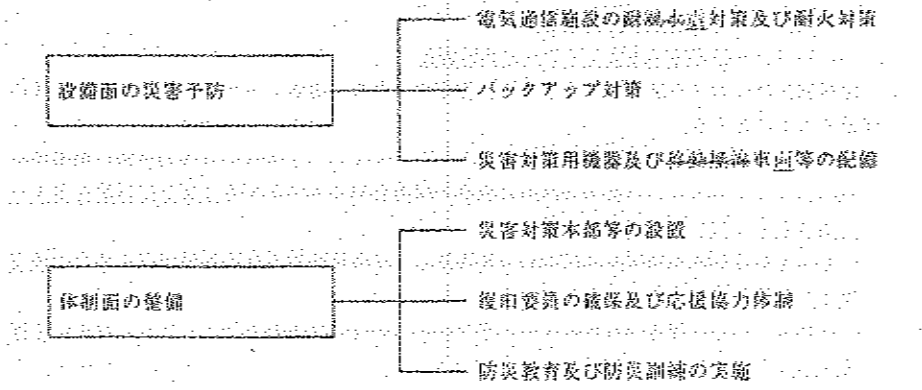 電気通信施設の対策及び耐火対策
設備面の災害予防
バックアップ対策
災害対策用機器及び車両等の配備
災害対策本部等の設置
体制面の整備
復旧要員の確保及び応援協力体制
防災教育及び防災訓練の実施